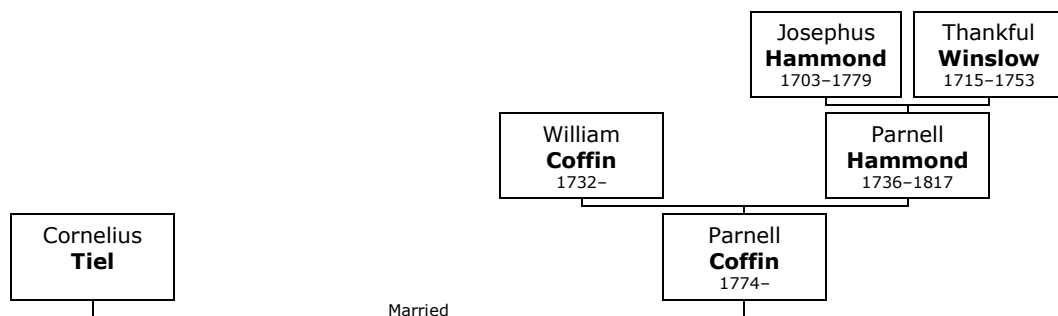 Josephus
Hammond
1703–1779
Thankful
Winslow
1715–1753
William
Coffin
1732–
Parnell
Hammond
1736–1817
Cornelius
Tiel
Parnell
Coffin
1774–
Married